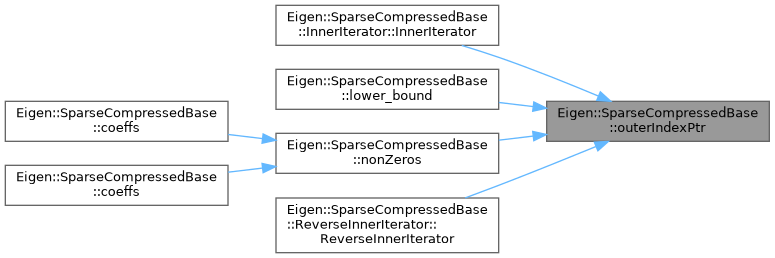 Eigen::SparseCompressedBase
::InnerIterator::InnerIterator
Eigen::SparseCompressedBase
::lower_bound
Eigen::SparseCompressedBase
::outerIndexPtr
Eigen::SparseCompressedBase
::coeffs
Eigen::SparseCompressedBase
::nonZeros
Eigen::SparseCompressedBase
::coeffs
Eigen::SparseCompressedBase
::ReverseInnerIterator::
ReverseInnerIterator